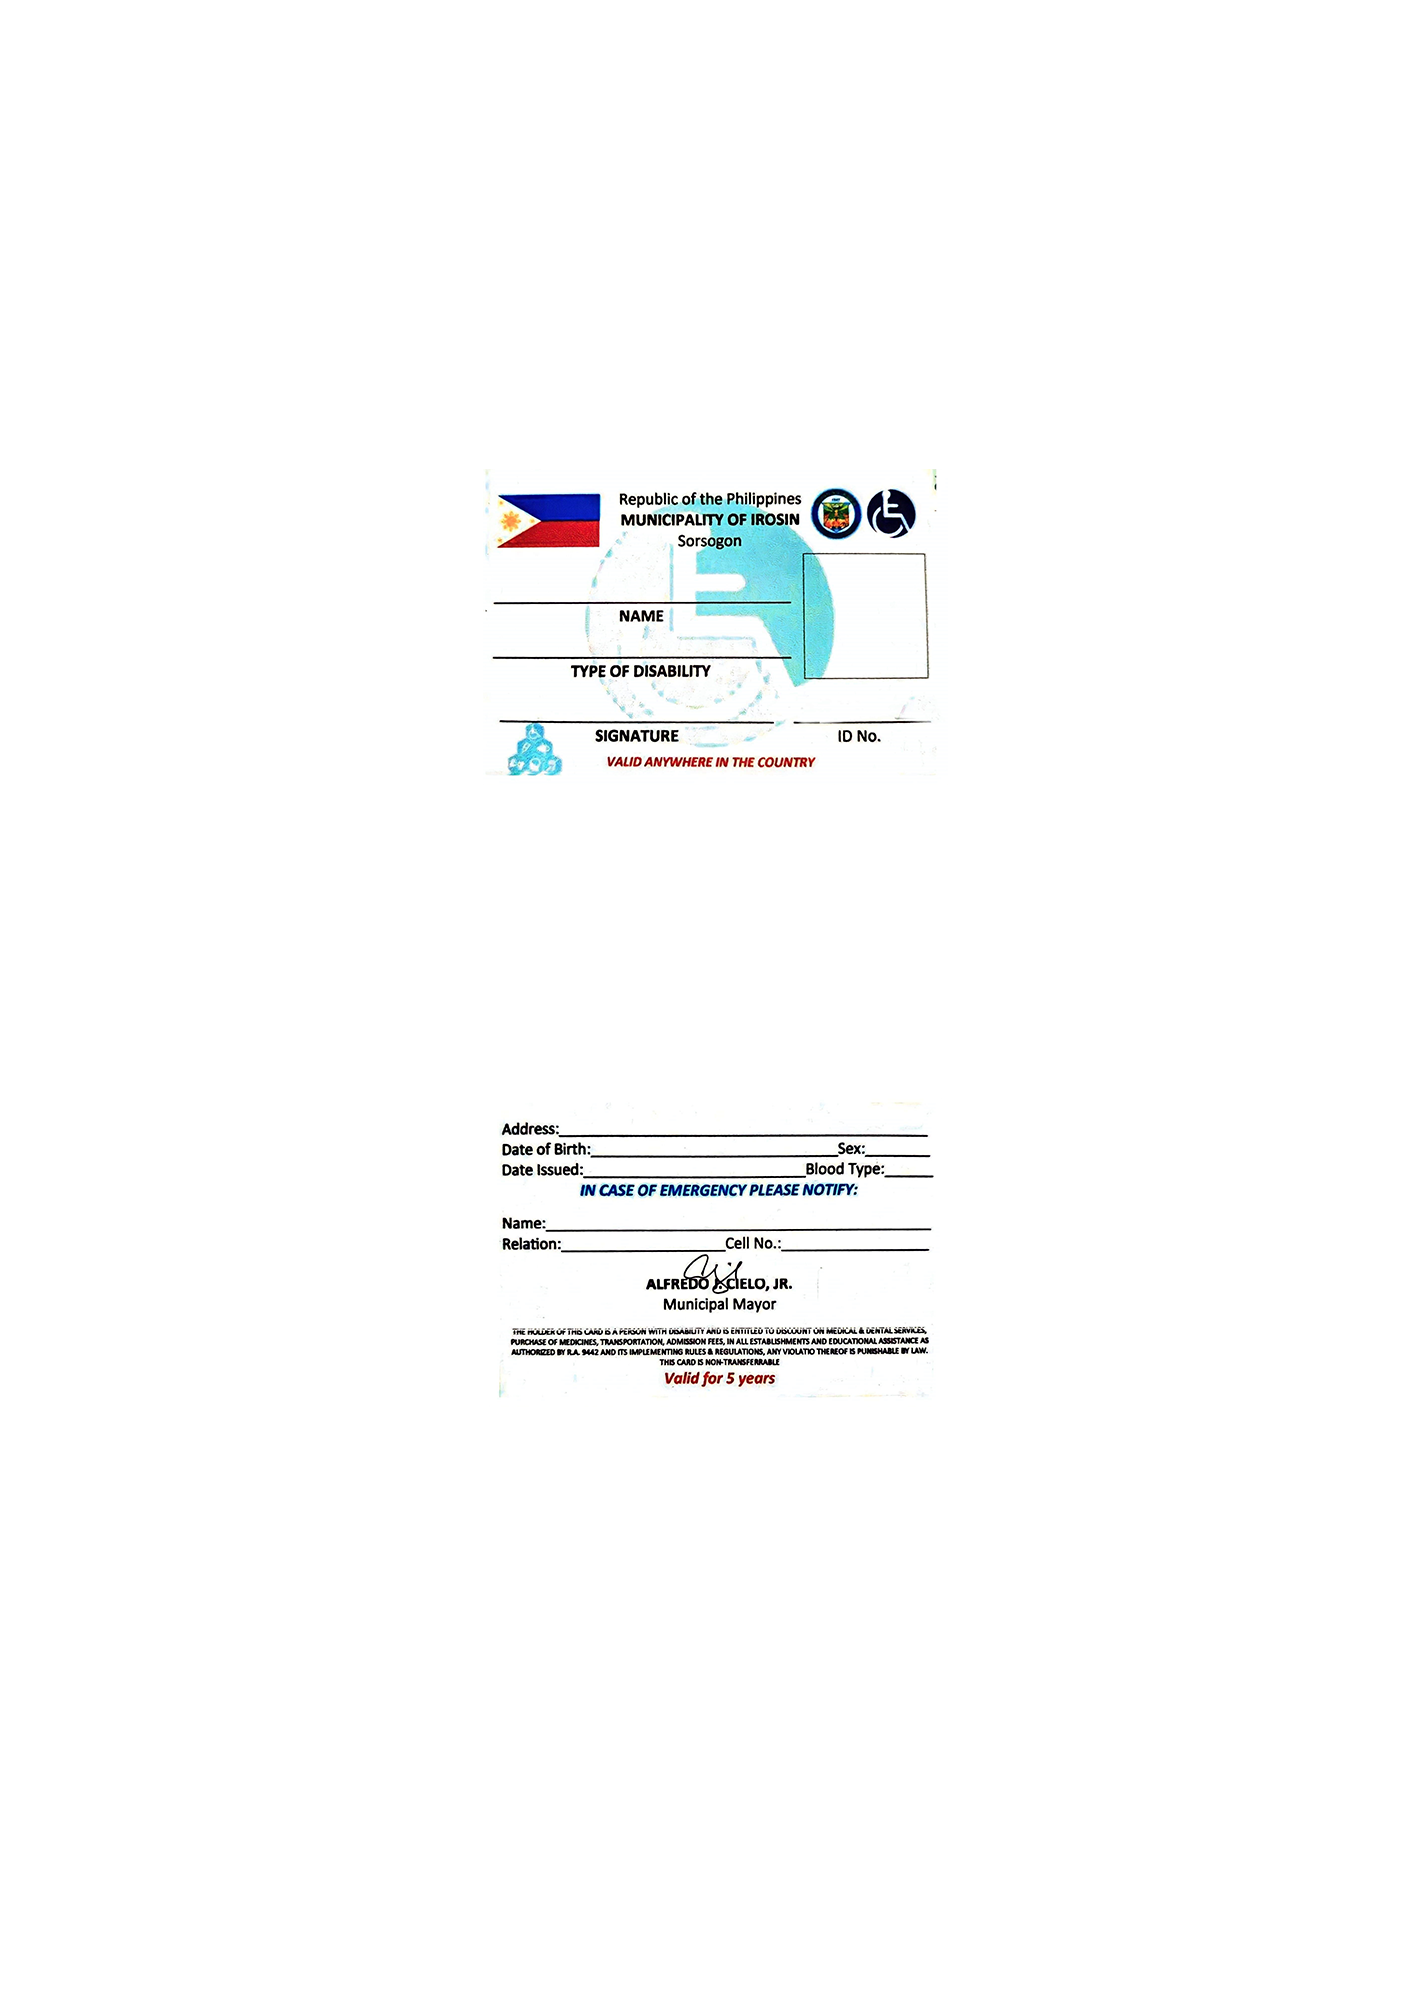 Republic of the Philippines
MUNICIPALITY OF IROSIN
Sorsogon
NAME
TYPE OF DISABILITY
SIGNATURE
ID No.
VALID ANYWHERE IN THE COUNTRY
Address:
Date of Birth: Sex:
Date Issued: Blood Type:
IN CASE OF EMERGENCY PLEASE NOTIFY:
Name:
Relation: Cell No.:
ALFREDO J. CIELO, JR.
Municipal Mayor
THE HOLDER OF THIS CARD IS A PERSON WITH DISABILITY AND IS ENTITLED TO DISCOUNT ON MEDICAL & DENTAL SERVICES,
PURCHASE OF MEDICINES, TRANSPORTATION, ADMISSION FEES, IN ALL ESTABLISHMENTS AND EDUCATIONAL ASSISTANCE AS
AUTHORIZED BY R.A. 9442 AND ITS IMPLEMENTING RULES & REGULATIONS, ANY VIOLATIO THEREOF IS PUNISHABLE BY LAW.
THIS CARD IS NON-TRANSFERRABLE
Valid for 5 years